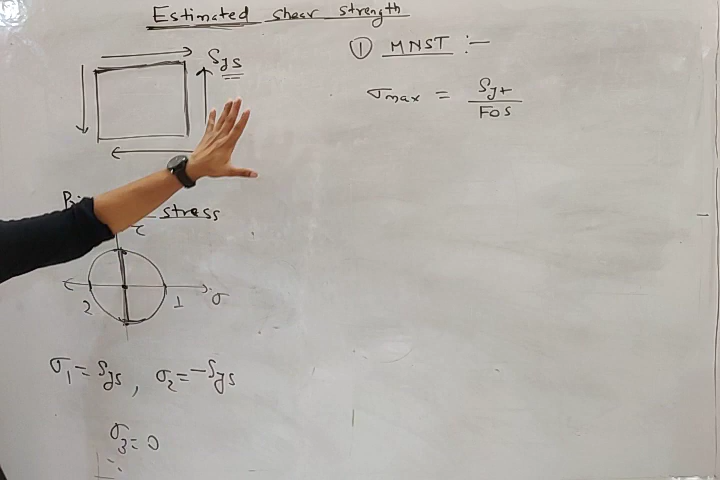 Estimated shear strength
Sys
stress
τ
σ
2 1
σ1 = Sys, σ2 = -Sys
σ3 = 0
① MNST :-
σmax = Syt / FOS